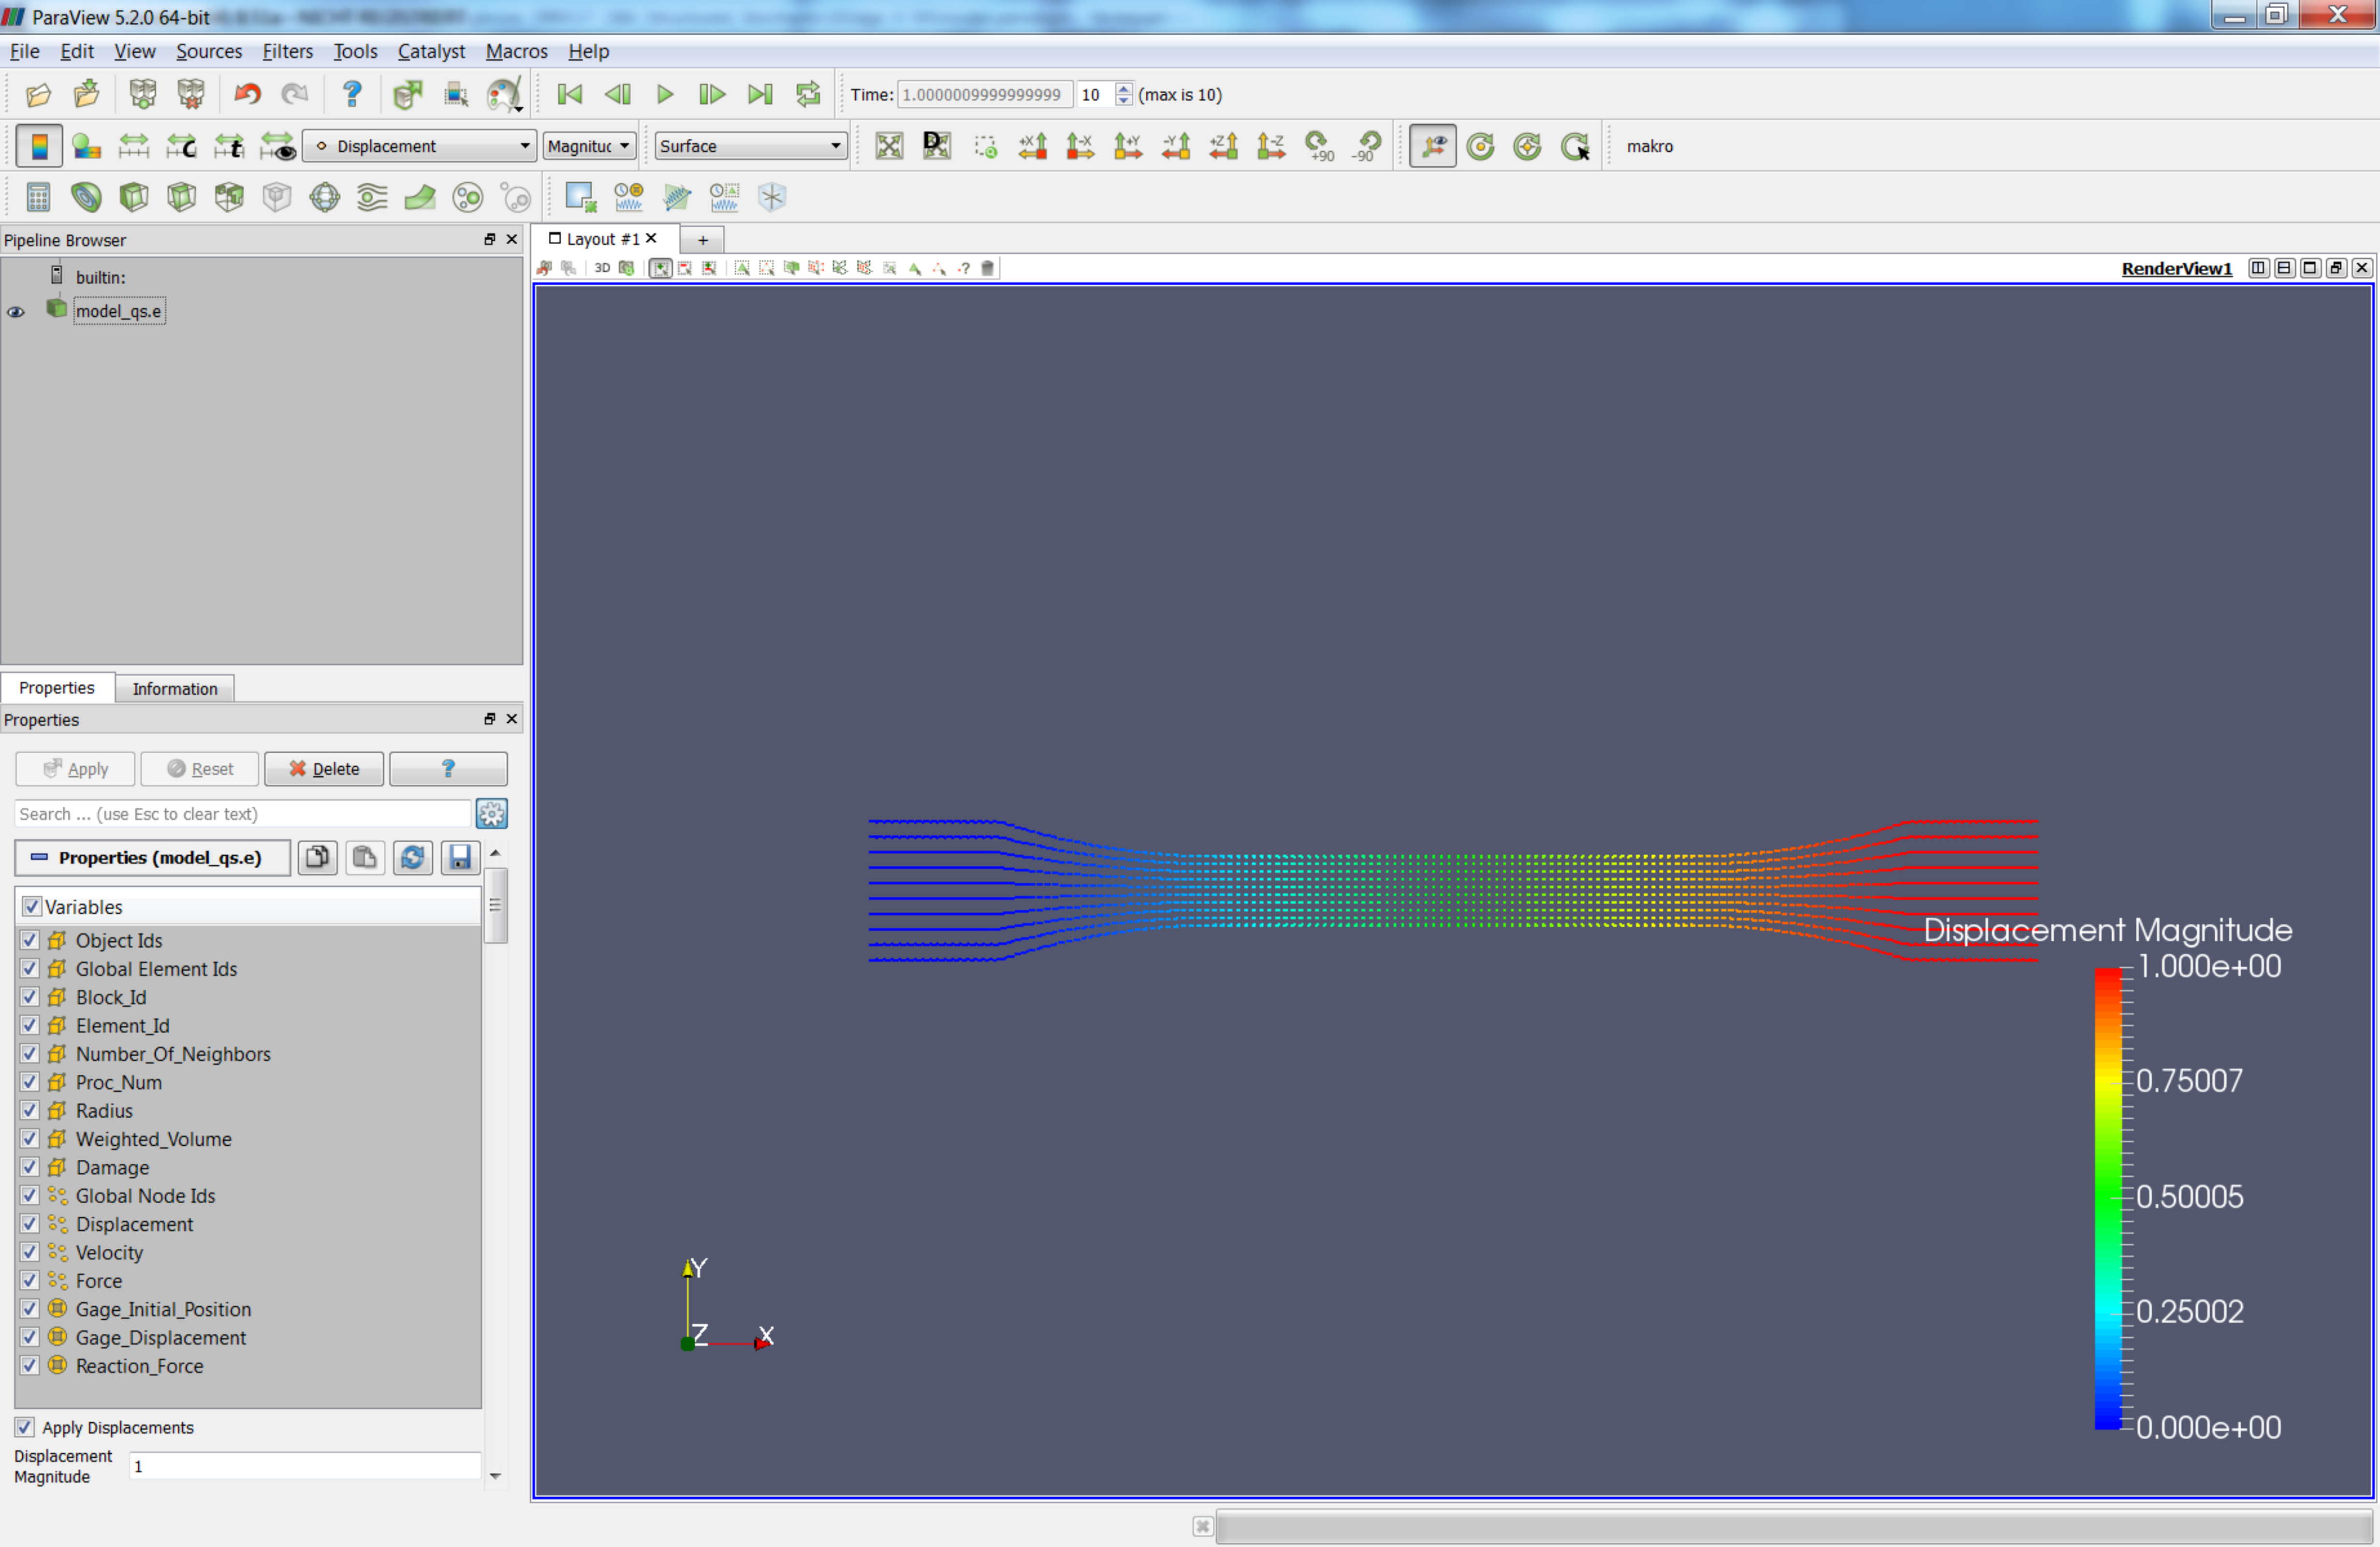 ParaView 5.2.0 64-bit
File Edit View Sources Filters Tools Catalyst Macros Help
Time: 1.0000009999999999 10 (max is 10)
Displacement Magnituc Surface +90 -90 makro
Pipeline Browser
Layout #1
builtin:
model_qs.e
3D
RenderView1
Properties Information
Properties
Apply Reset Delete ?
Search ... (use Esc to clear text)
Properties (model_qs.e)
Variables
Object Ids
Global Element Ids
Block_Id
Element_Id
Number_Of_Neighbors
Proc_Num
Radius
Weighted_Volume
Damage
Global Node Ids
Displacement
Velocity
Force
Gage_Initial_Position
Gage_Displacement
Reaction_Force
Apply Displacements
Displacement
Magnitude
1
Displacement Magnitude
1.000e+00
0.75007
0.50005
0.25002
0.000e+00
Y
Z
X